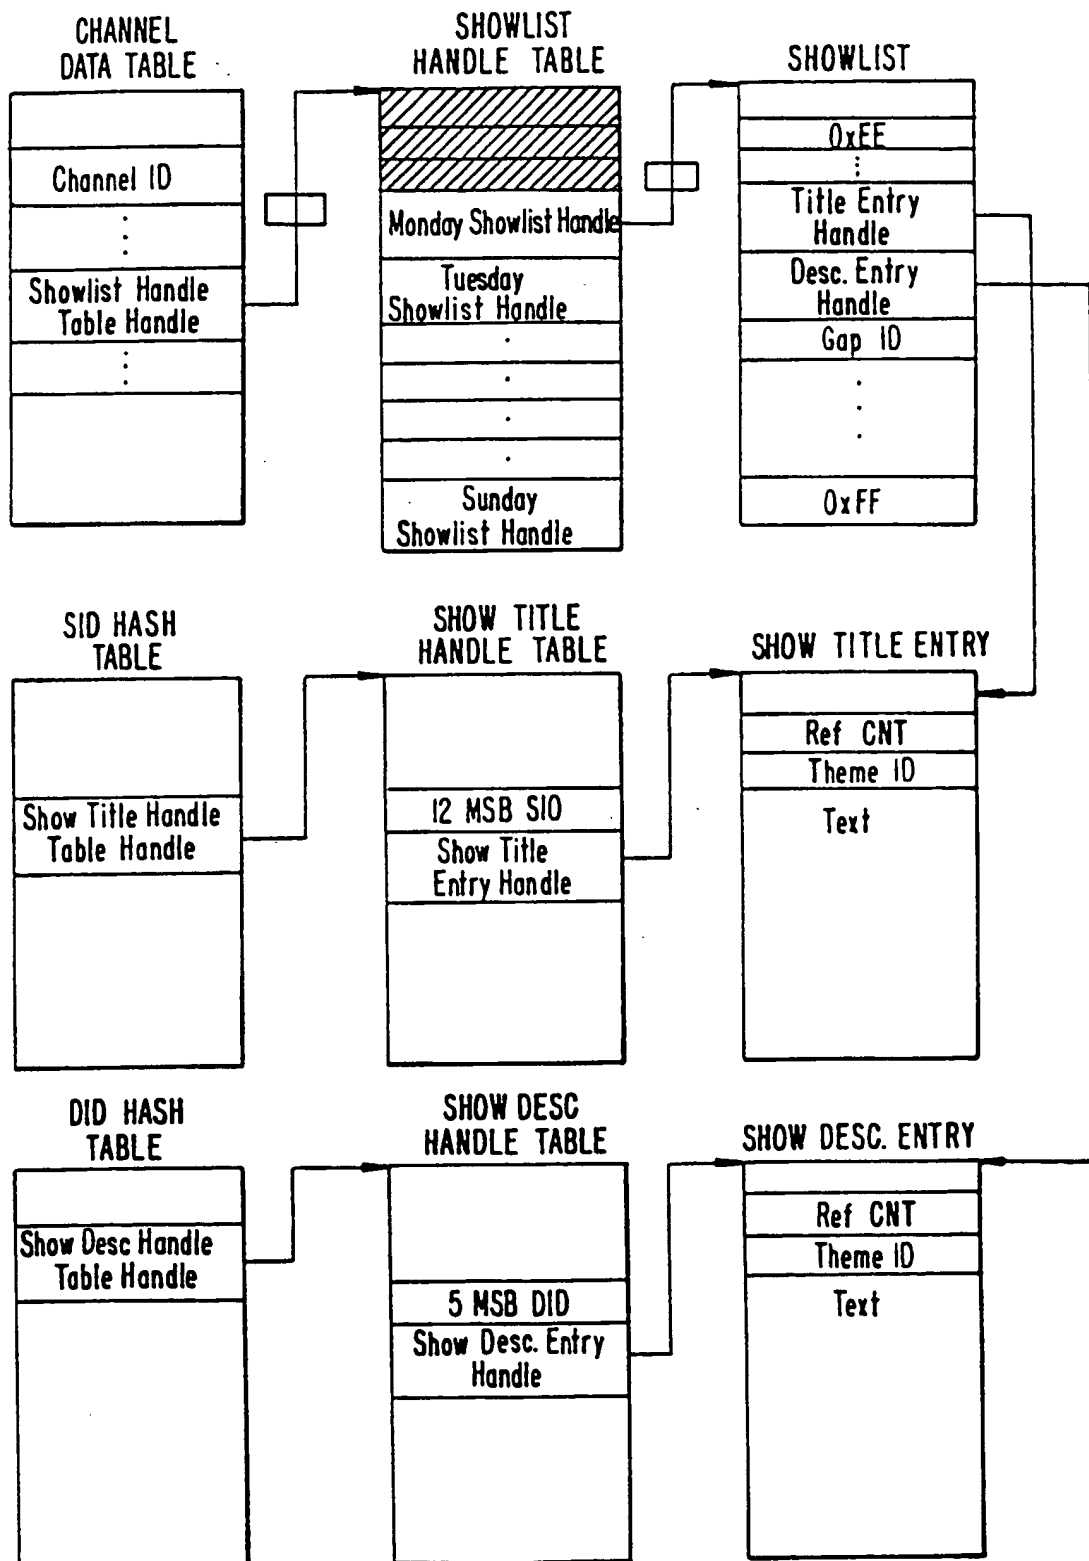 CHANNEL
DATA TABLE
Channel ID
Showlist Handle
Table Handle
SHOWLIST
HANDLE TABLE
Monday Showlist Handle
Tuesday
Showlist Handle
Sunday
Showlist Handle
SHOWLIST
0xEE
Title Entry
Handle
Desc. Entry
Handle
Gap ID
0xFF
SID HASH
TABLE
Show Title Handle
Table Handle
SHOW TITLE
HANDLE TABLE
12 MSB SIO
Show Title
Entry Handle
SHOW TITLE ENTRY
Ref CNT
Theme ID
Text
DID HASH
TABLE
Show Desc Handle
Table Handle
SHOW DESC
HANDLE TABLE
5 MSB DID
Show Desc. Entry
Handle
SHOW DESC. ENTRY
Ref CNT
Theme ID
Text